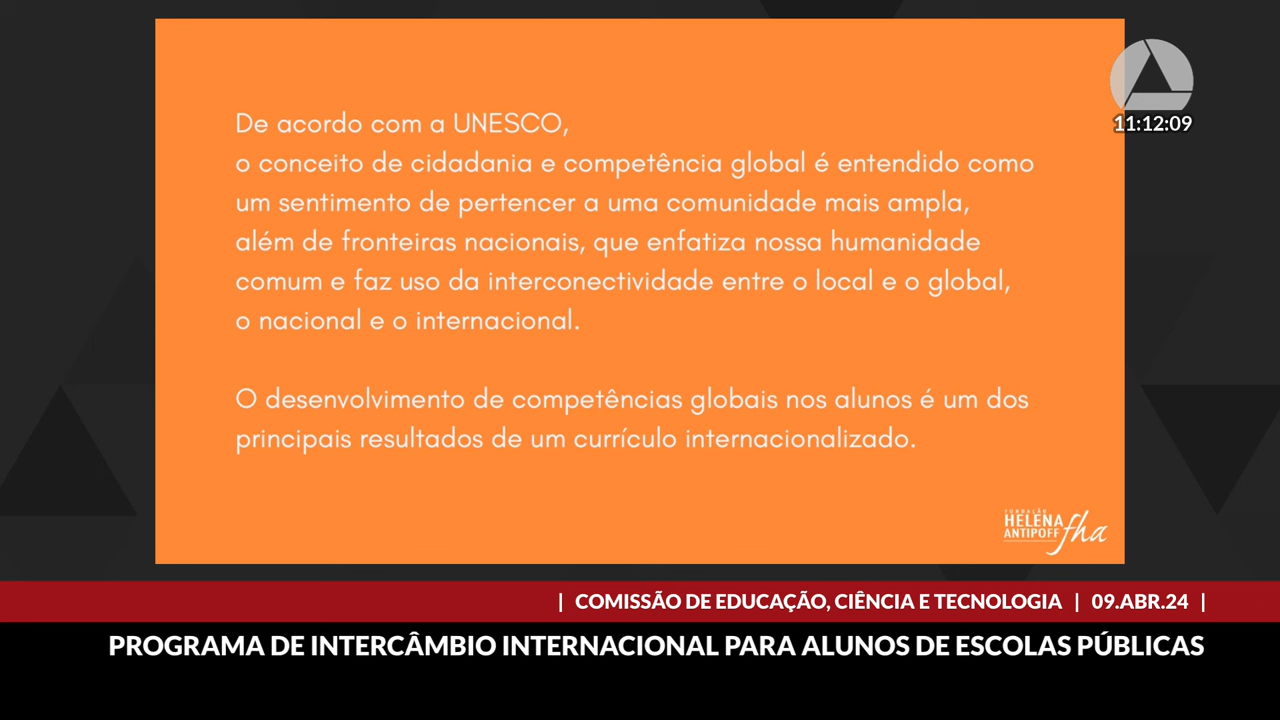 De acordo com a UNESCO,
o conceito de cidadania e competência global é entendido como
um sentimento de pertencer a uma comunidade mais ampla,
além de fronteiras nacionais, que enfatiza nossa humanidade
comum e faz uso da interconectividade entre o local e o global,
o nacional e o internacional.
O desenvolvimento de competências globais nos alunos é um dos
principais resultados de um currículo internacionalizado.
FUNDAÇÃO
HELENA
ANTIPOFF
fha
11:12:09
| COMISSÃO DE EDUCAÇÃO, CIÊNCIA E TECNOLOGIA | 09.ABR.24 |
PROGRAMA DE INTERCÂMBIO INTERNACIONAL PARA ALUNOS DE ESCOLAS PÚBLICAS